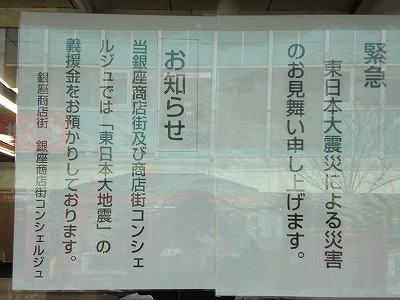 緊急
東日本大震災による災害
のお見舞い申し上げます。
お知らせ
当銀座商店街及び商店街コンシェ
ルジュでは「東日本大地震」の
義援金をお預かりしております。
銀座商店街 銀座商店街コンシェルジュ